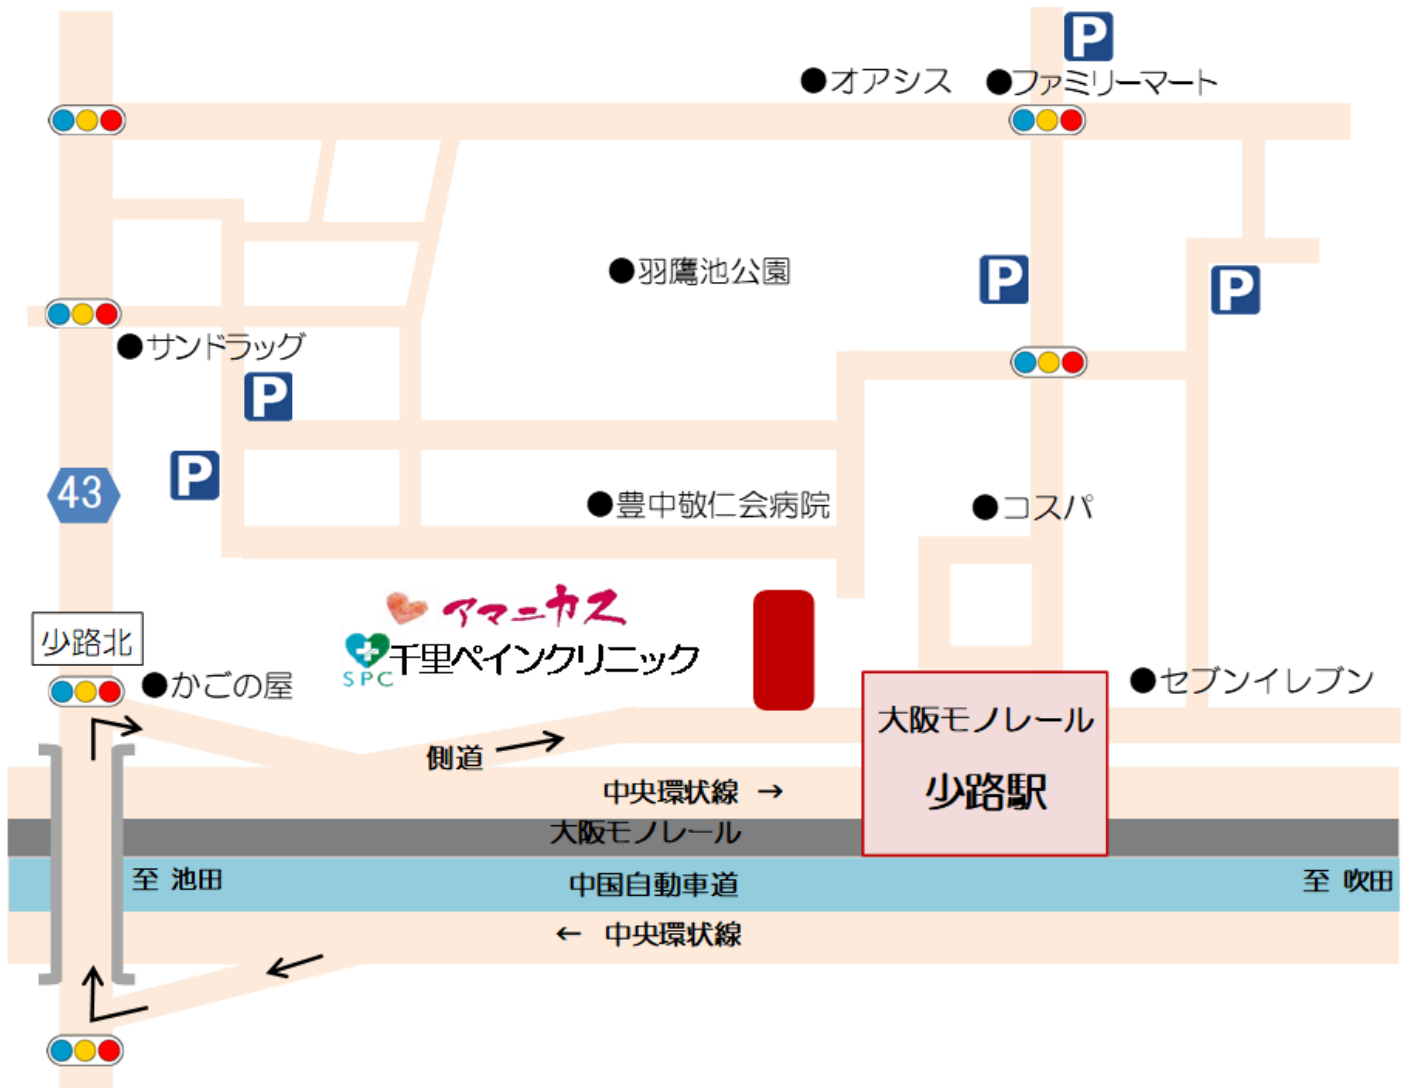 P
●オアシス
●ファミリーマート
●羽鷹池公園
P
P
●サンドラッグ
P
P
43
●豊中敬仁会病院
●コスパ
アマニカス
千里ペインクリニック
SPC
少路北
●かごの屋
●セブンイレブン
大阪モノレール
少路駅
側道
中央環状線 →
大阪モノレール
至 池田
中国自動車道
至 吹田
← 中央環状線